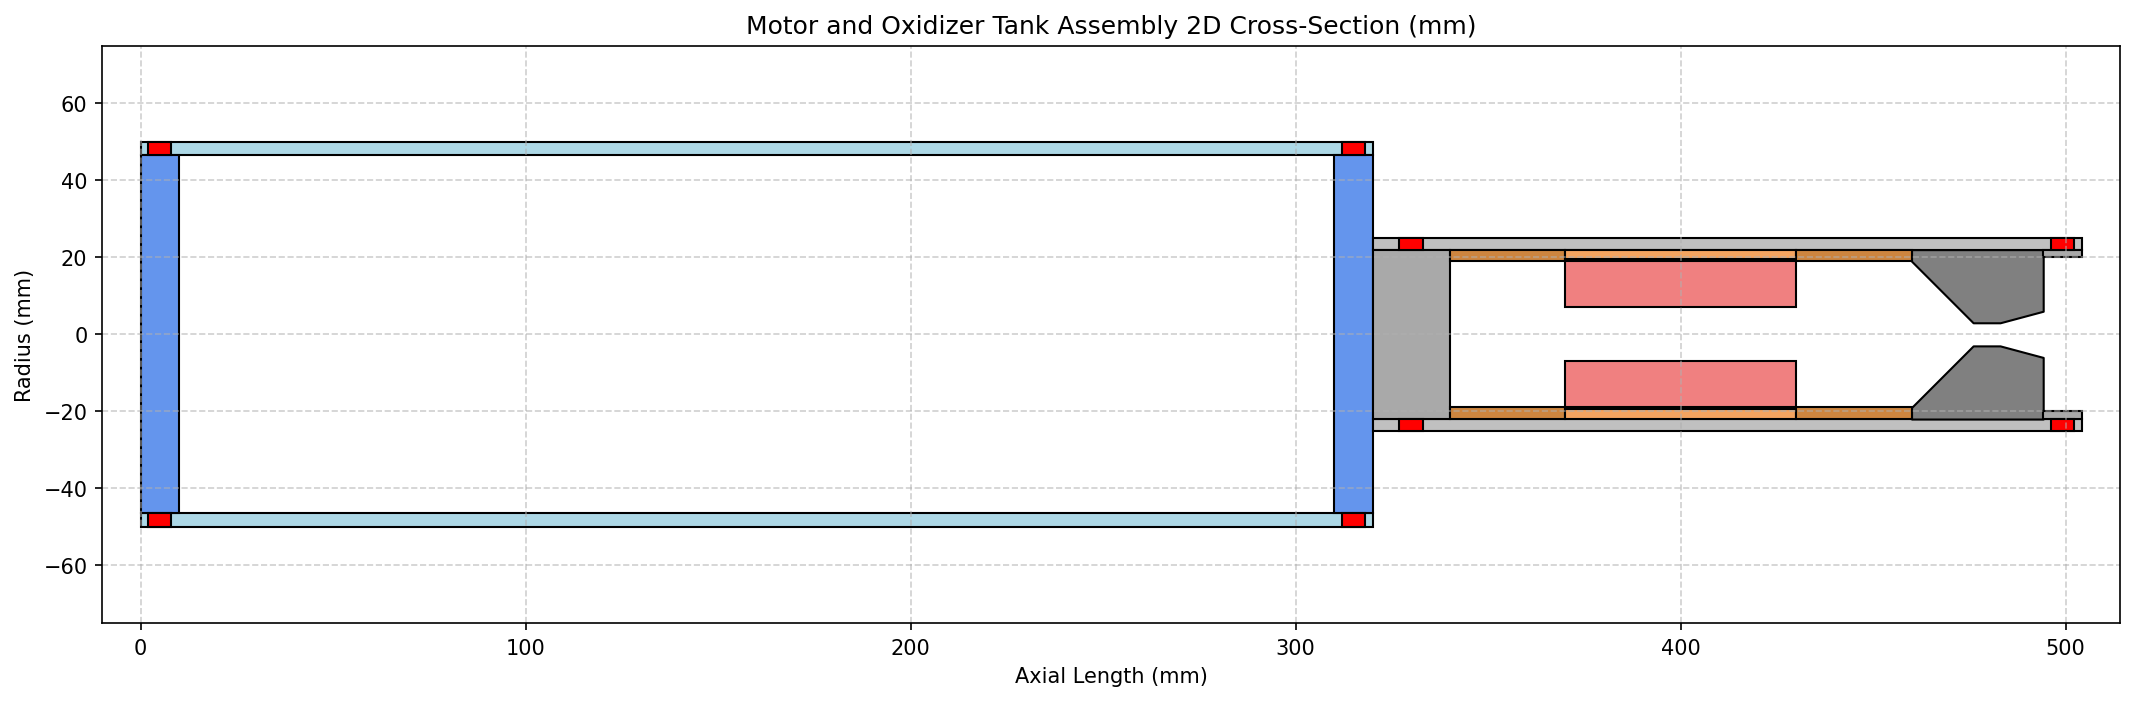 Motor and Oxidizer Tank Assembly 2D Cross-Section (mm)
60
40
20
0
−20
−40
−60
Radius (mm)
0 100 200 300 400 500
Axial Length (mm)